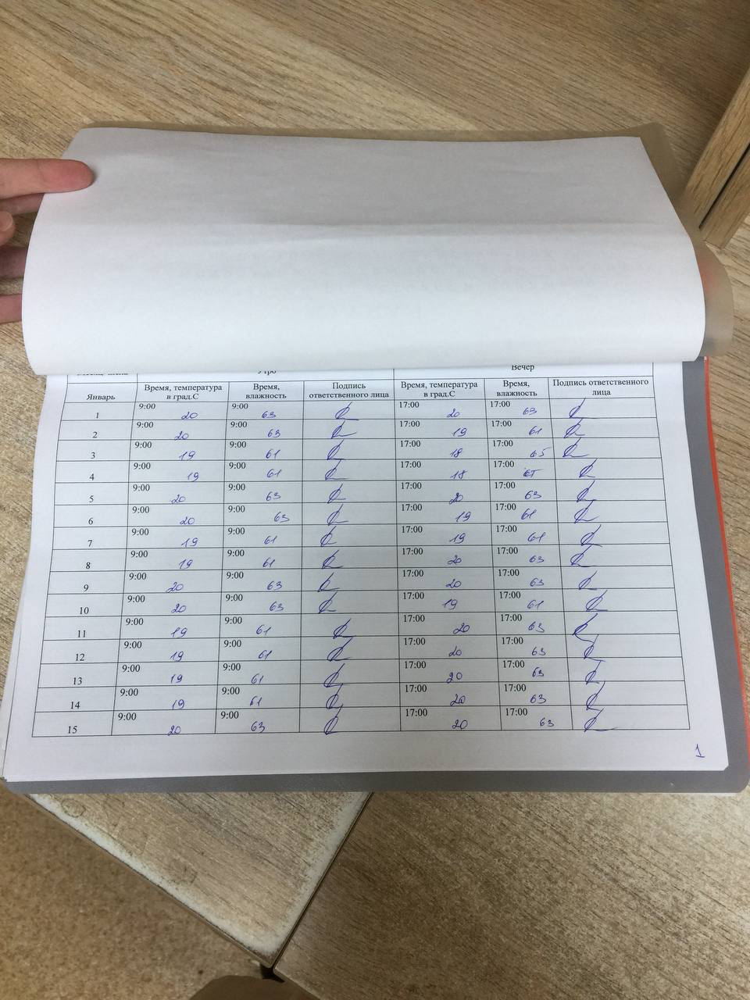 Вечер
Январь Время, температура в град.С Время, влажность Подпись ответственного лица Время, температура в град.С Время, влажность Подпись ответственного лица
1 9:00 20 9:00 63 17:00 20 17:00 63
2 9:00 20 9:00 63 17:00 19 17:00 61
3 9:00 19 9:00 61 17:00 18 17:00 65
4 9:00 19 9:00 61 17:00 18 17:00
5 9:00 20 9:00 63 17:00 20 17:00 63
6 9:00 20 9:00 63 17:00 19 17:00 61
7 9:00 19 9:00 61 17:00 19 17:00 61
8 9:00 19 9:00 61 17:00 20 17:00 63
9 9:00 20 9:00 63 17:00 20 17:00 63
10 9:00 20 9:00 63 17:00 19 17:00 61
11 9:00 19 9:00 61 17:00 20 17:00 63
12 9:00 19 9:00 61 17:00 20 17:00 63
13 9:00 19 9:00 61 17:00 20 17:00 63
14 9:00 19 9:00 61 17:00 20 17:00 63
15 9:00 20 9:00 63 17:00 20 17:00 63
1